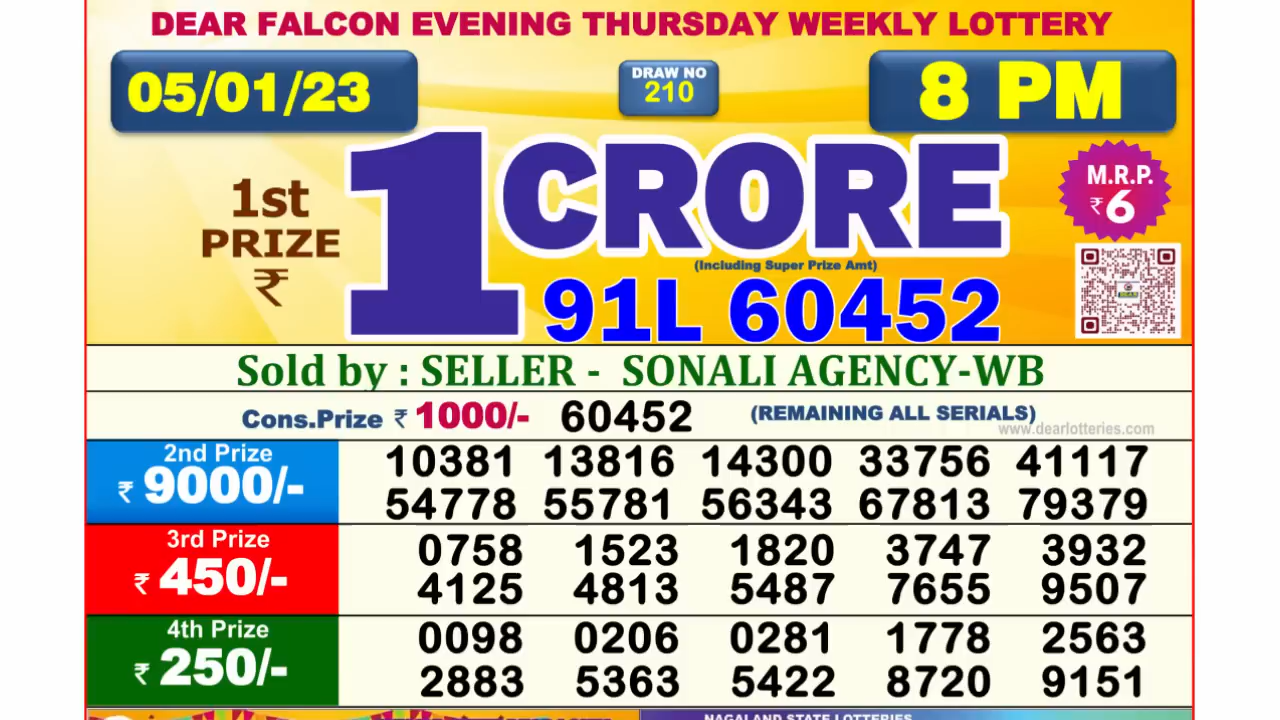 DEAR FALCON EVENING THURSDAY WEEKLY LOTTERY
05/01/23
DRAW NO
210
8 PM
1st
PRIZE
₹
1 CRORE
(Including Super Prize Amt)
91L 60452
M.R.P.
₹6
Sold by : SELLER - SONALI AGENCY-WB
Cons.Prize ₹ 1000/- 60452 (REMAINING ALL SERIALS)
www.dearlotteries.com
2nd Prize
₹ 9000/-
10381 13816 14300 33756 41117
54778 55781 56343 67813 79379
3rd Prize
₹ 450/-
0758 1523 1820 3747 3932
4125 4813 5487 7655 9507
4th Prize
₹ 250/-
0098 0206 0281 1778 2563
2883 5363 5422 8720 9151
NAGALAND STATE LOTTERIES